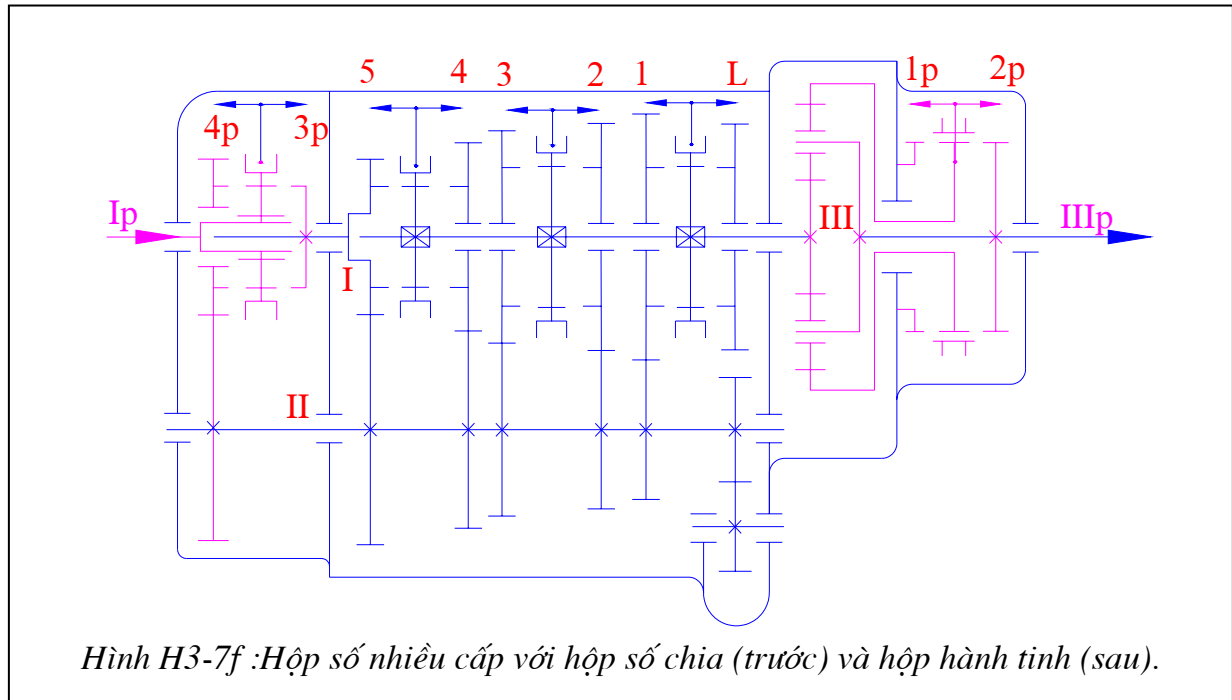 5 4 3 2 1 L 1p 2p
4p 3p
Ip III IIIp
I
II
Hình H3-7f :Hộp số nhiều cấp với hộp số chia (trước) và hộp hành tinh (sau).